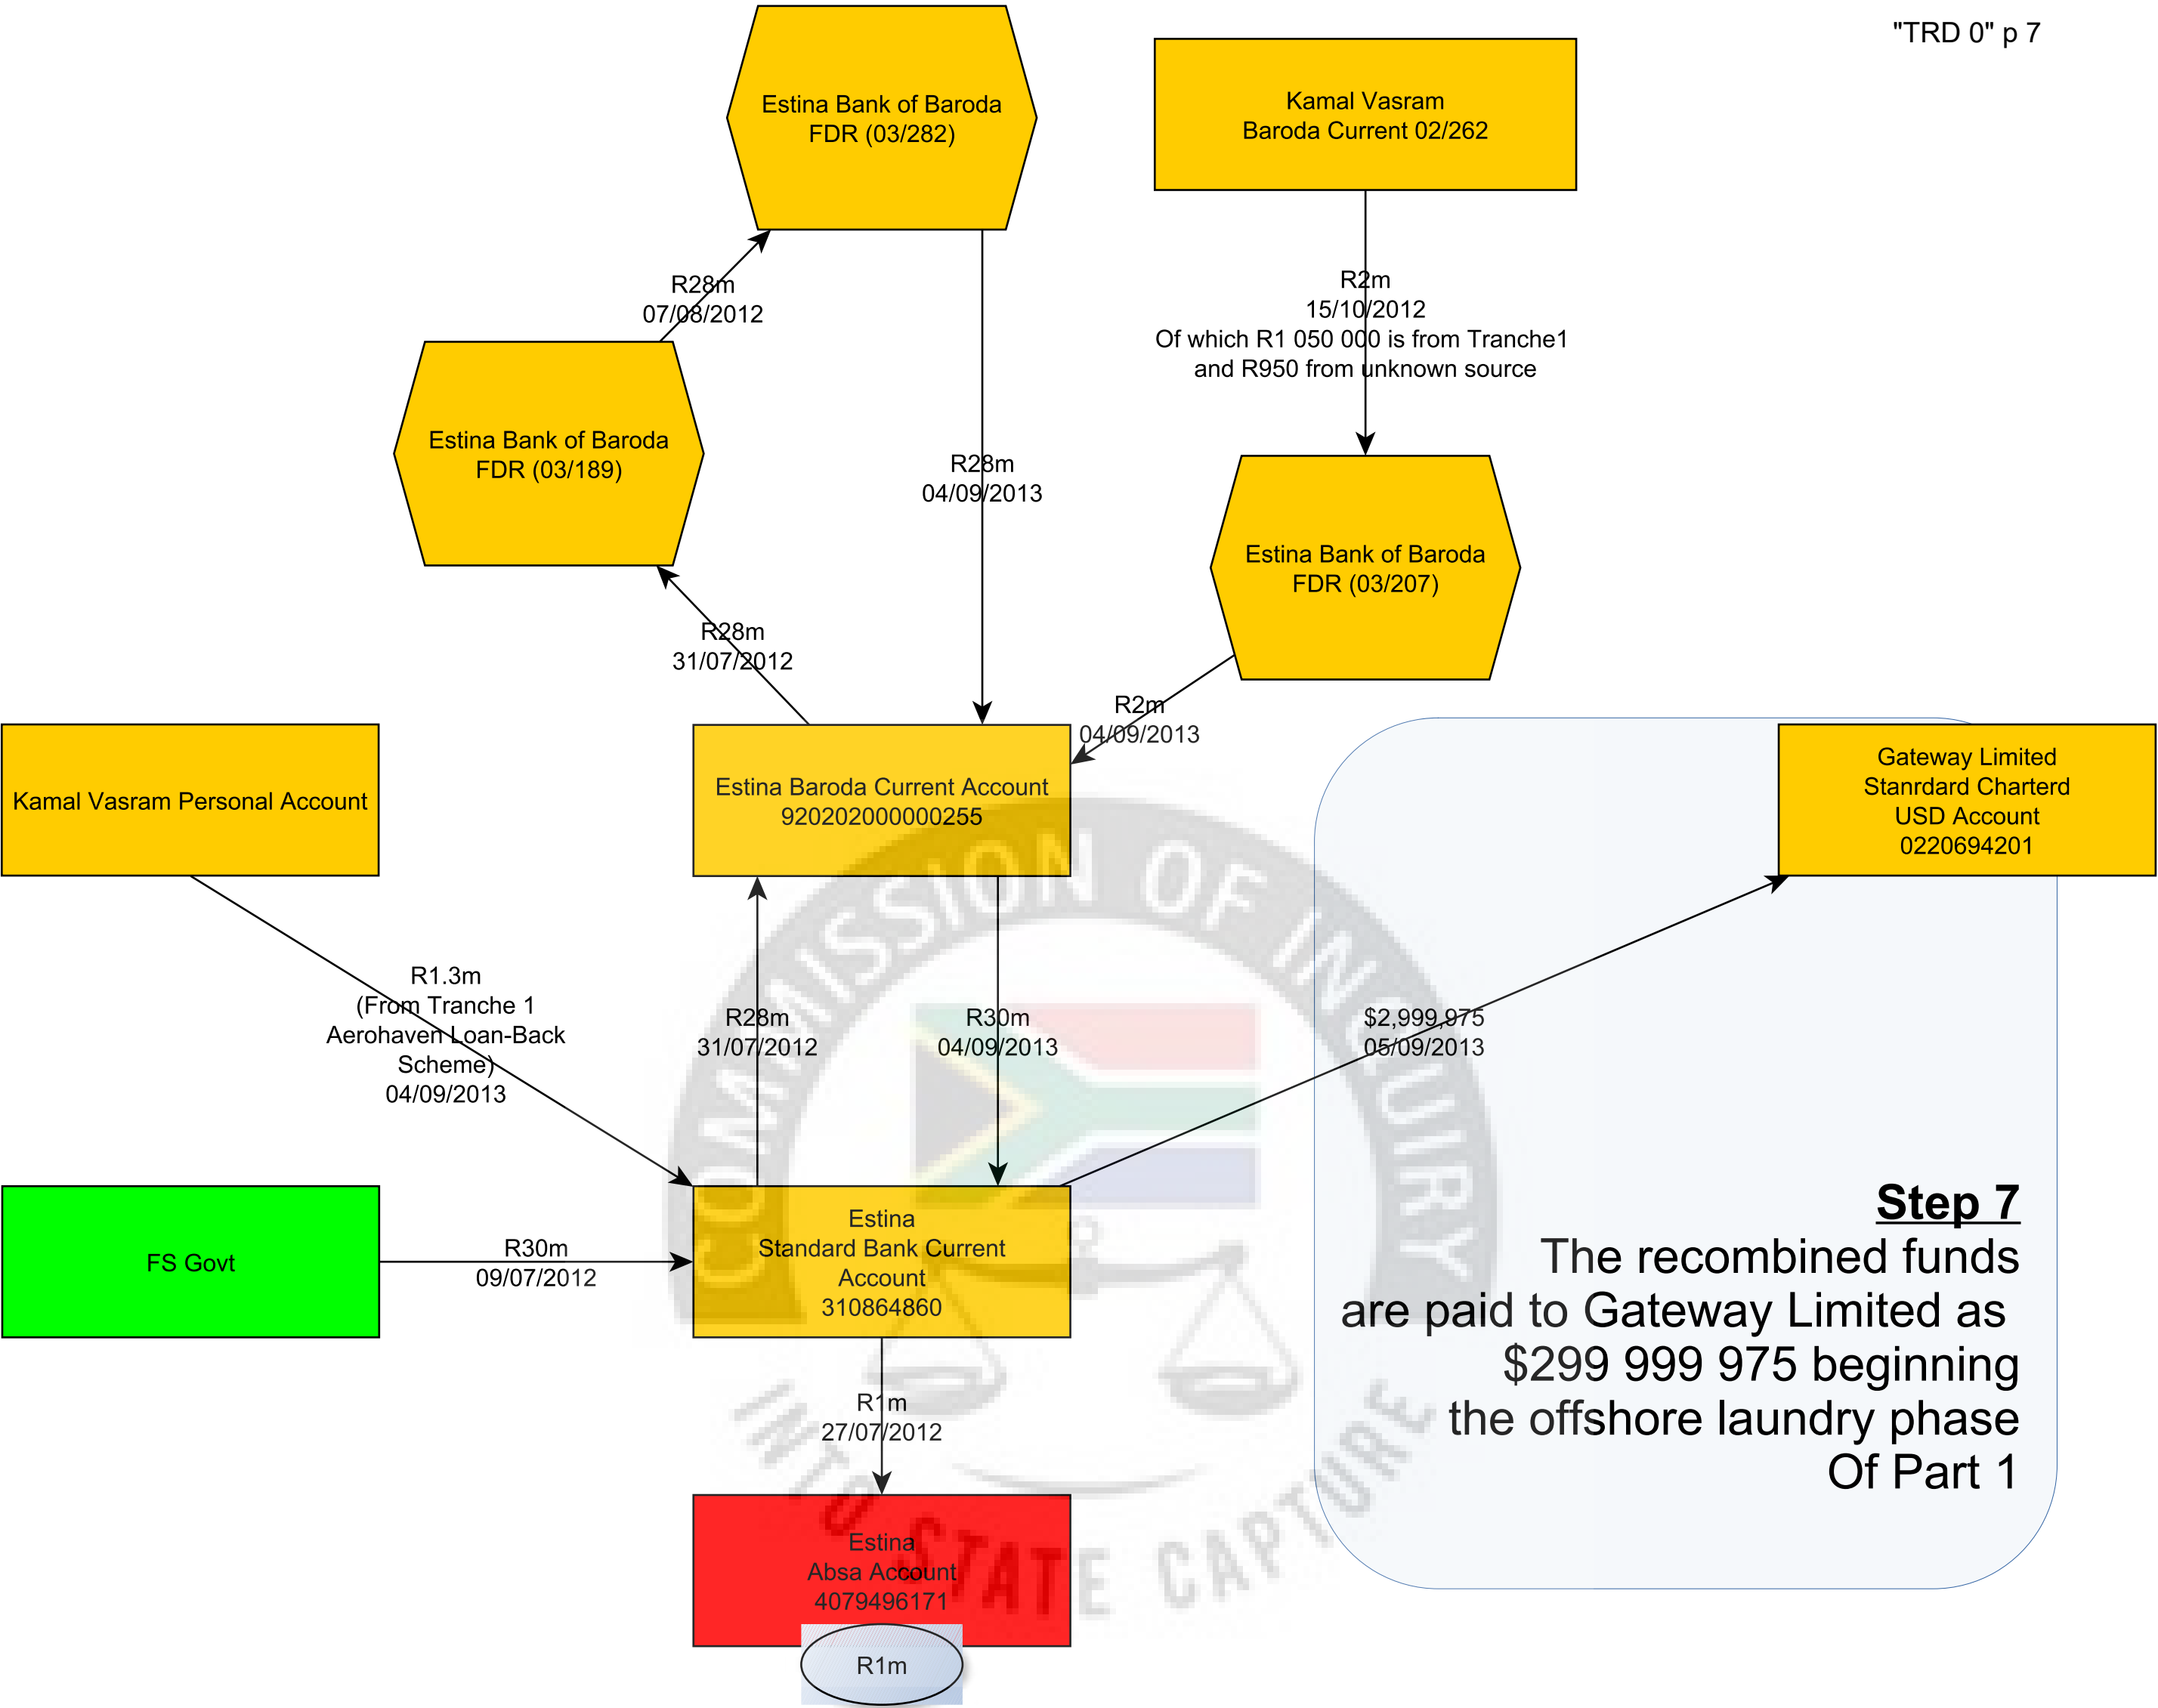 "TRD 0" p 7
Estina Bank of Baroda
FDR (03/282)
Kamal Vasram
Baroda Current 02/262
R28m
07/08/2012
R2m
15/10/2012
Of which R1 050 000 is from Tranche1
and R950 from unknown source
Estina Bank of Baroda
FDR (03/189)
R28m
04/09/2013
Estina Bank of Baroda
FDR (03/207)
R28m
31/07/2012
R2m
04/09/2013
Kamal Vasram Personal Account
Estina Baroda Current Account
920202000000255
Gateway Limited
Stanrdard Charterd
USD Account
0220694201
R1.3m
(From Tranche 1
Aerohaven Loan-Back
Scheme)
04/09/2013
R28m
31/07/2012
R30m
04/09/2013
$2,999,975
05/09/2013
FS Govt
R30m
09/07/2012
Estina
Standard Bank Current
Account
310864860
Step 7
The recombined funds
are paid to Gateway Limited as
$299 999 975 beginning
the offshore laundry phase
Of Part 1
R1m
27/07/2012
Estina
Absa Account
4079496171
R1m
COMMISSION OF INQUIRY
INTO STATE CAPTURE